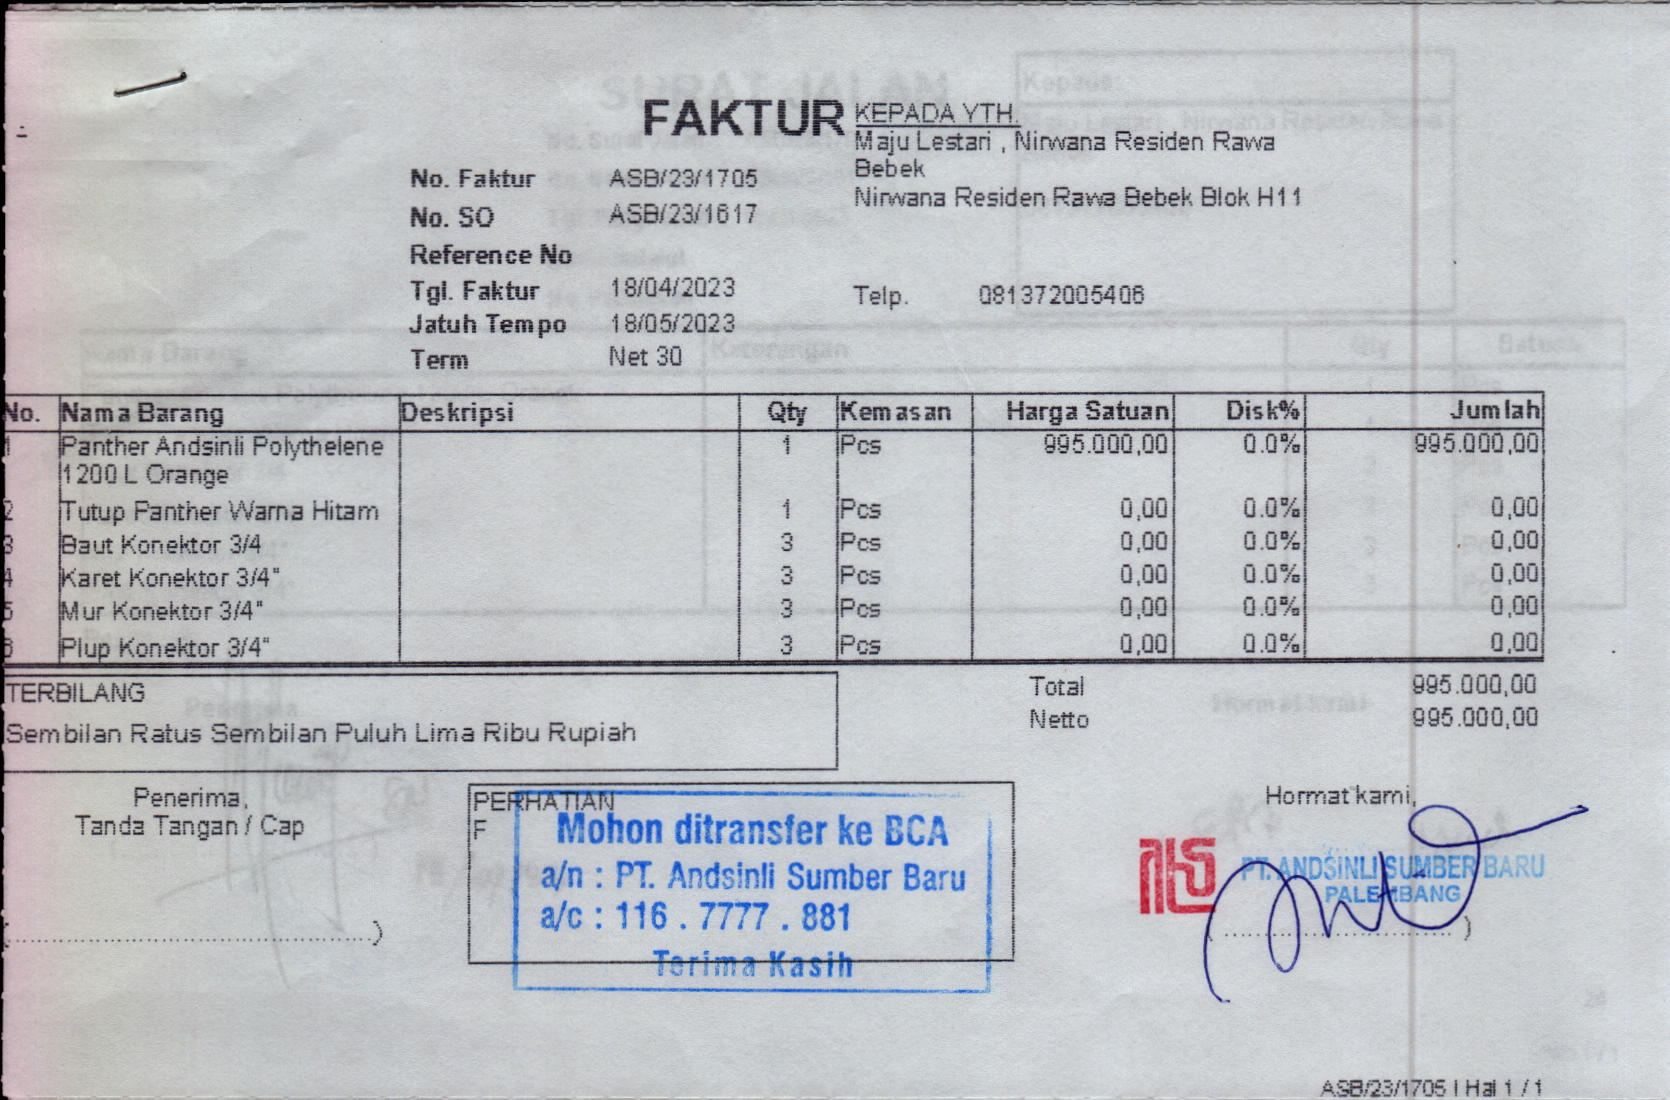 FAKTUR
KEPADA YTH.
Maju Lestari , Nirwana Residen Rawa
Bebek
Nirwana Residen Rawa Bebek Blok H11
No. Faktur ASB/23/1705
No. SO ASB/23/1617
Reference No
Tgl. Faktur 18/04/2023
Telp. 081372005406
Jatuh Tempo 18/05/2023
Term Net 30
No. Nama Barang Deskripsi Qty Kemasan Harga Satuan Disk% Jumlah
1 Panther Andsinli Polythelene 1 Pcs 995.000,00 0.0% 995.000,00
1200 L Orange
2 Tutup Panther Warna Hitam 1 Pcs 0,00 0.0% 0,00
3 Baut Konektor 3/4 3 Pcs 0,00 0.0% 0,00
4 Karet Konektor 3/4" 3 Pcs 0,00 0.0% 0,00
5 Mur Konektor 3/4" 3 Pcs 0,00 0.0% 0,00
6 Plup Konektor 3/4" 3 Pcs 0,00 0.0% 0,00
TERBILANG
Sembilan Ratus Sembilan Puluh Lima Ribu Rupiah
Total 995.000,00
Netto 995.000,00
Penerima,
Tanda Tangan / Cap
(..............................)
PERHATIAN
F
Mohon ditransfer ke BCA
a/n : PT. Andsinli Sumber Baru
a/c : 116 . 7777 . 881
Terima Kasih
Hormat kami,
PT. ANDSINLI SUMBER BARU
PALEMBANG
(..............................)
ASB/23/1705 | Hal 1 / 1